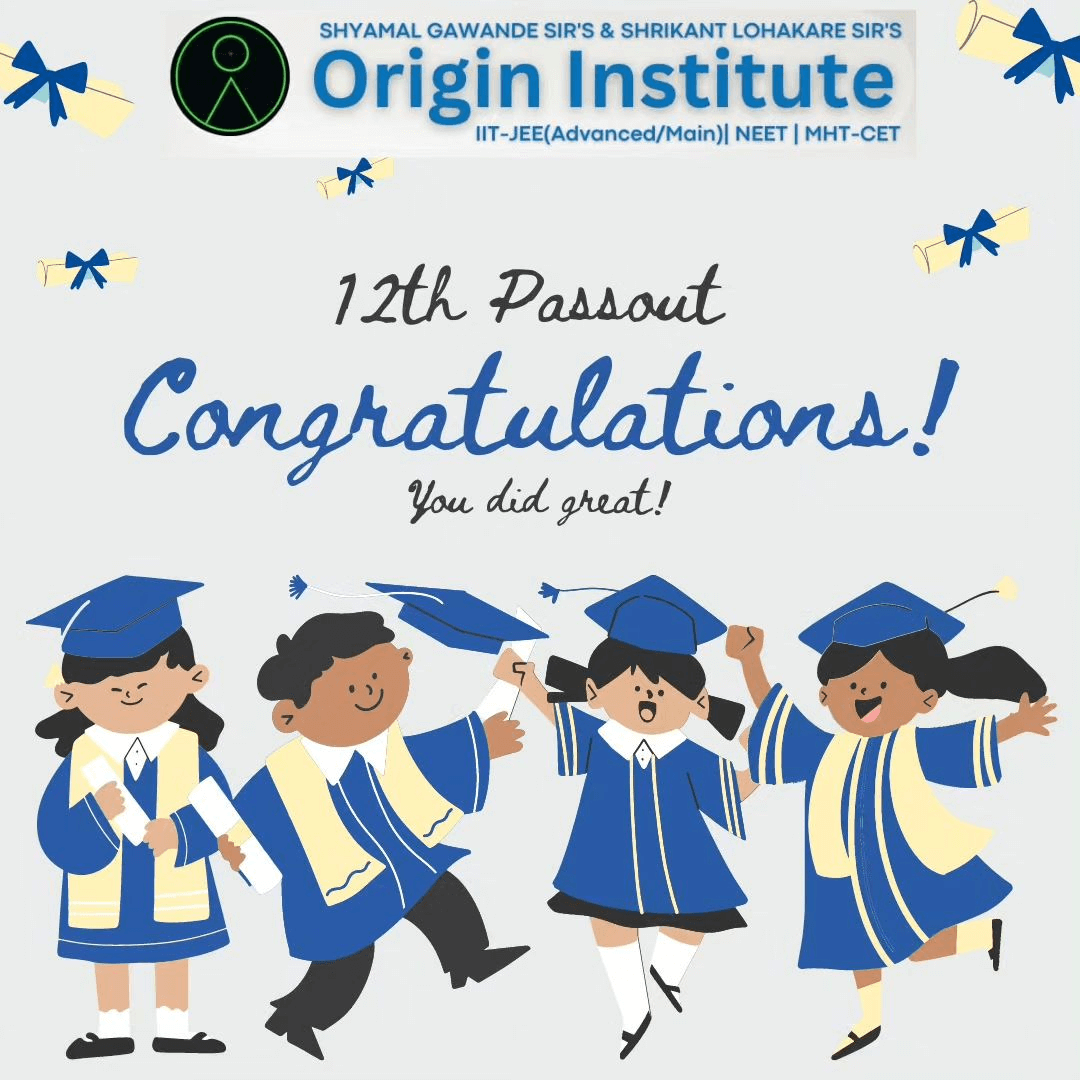 SHYAMAL GAWANDE SIR'S & SHRIKANT LOHAKARE SIR'S
Origin Institute
IIT-JEE(Advanced/Main)| NEET | MHT-CET
12th Passout
Congratulations!
You did great!